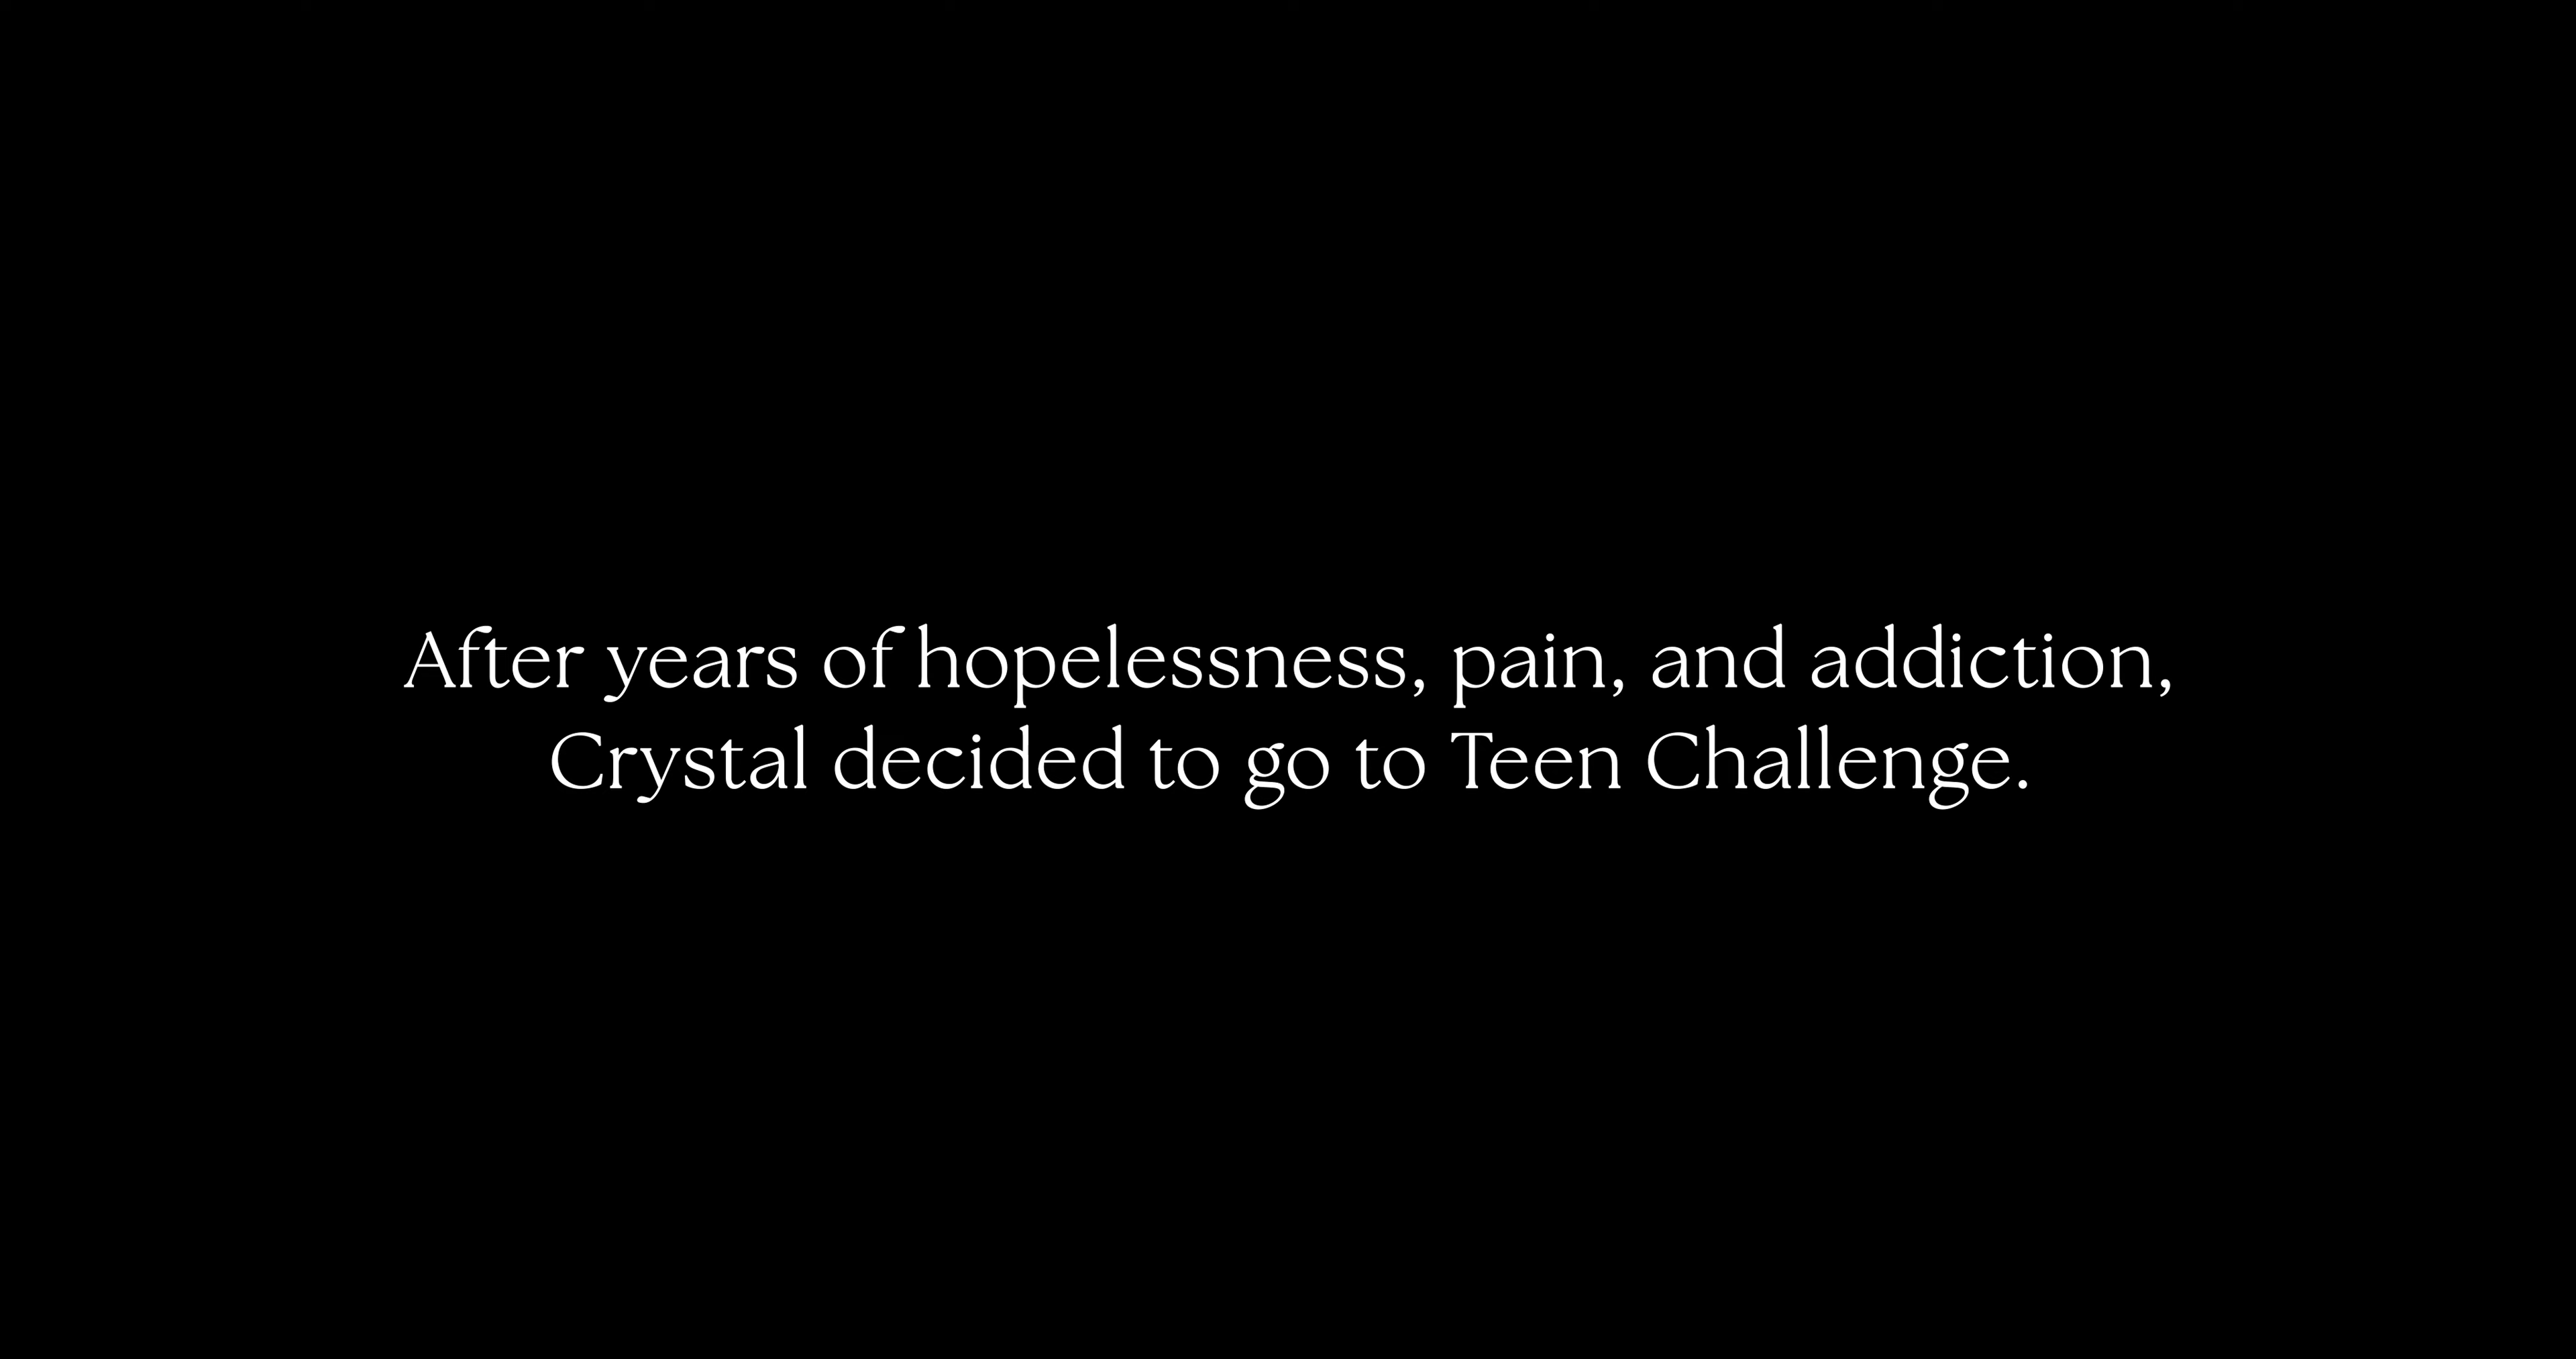 After years of hopelessness, pain, and addiction,
Crystal decided to go to Teen Challenge.